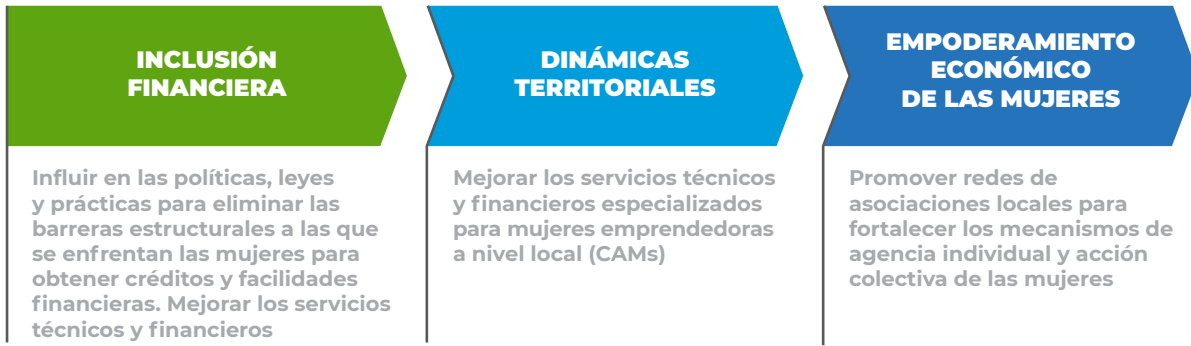 INCLUSIÓN
FINANCIERA
Influir en las políticas, leyes
y prácticas para eliminar las
barreras estructurales a las que
se enfrentan las mujeres para
obtener créditos y facilidades
financieras. Mejorar los servicios
técnicos y financieros
DINÁMICAS
TERRITORIALES
Mejorar los servicios técnicos
y financieros especializados
para mujeres emprendedoras
a nivel local (CAMs)
EMPODERAMIENTO
ECONÓMICO
DE LAS MUJERES
Promover redes de
asociaciones locales para
fortalecer los mecanismos de
agencia individual y acción
colectiva de las mujeres